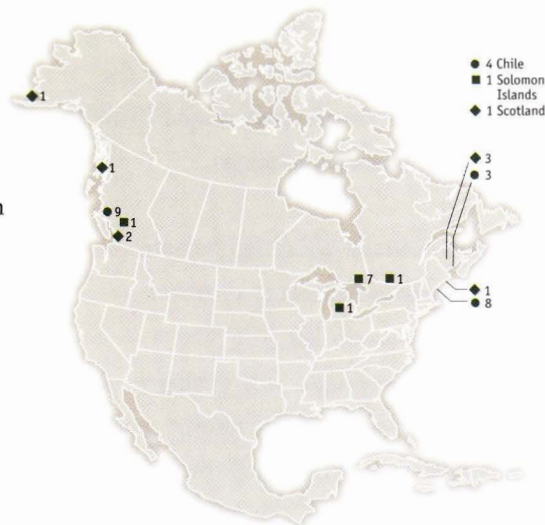 ● 4 Chile
■ 1 Solomon
Islands
◆ 1 Scotland
◆ 1
◆ 3
● 3
◆ 1
● 9
■ 1
◆ 2
■ 7
■ 1
◆ 1
● 8
■ 1
n